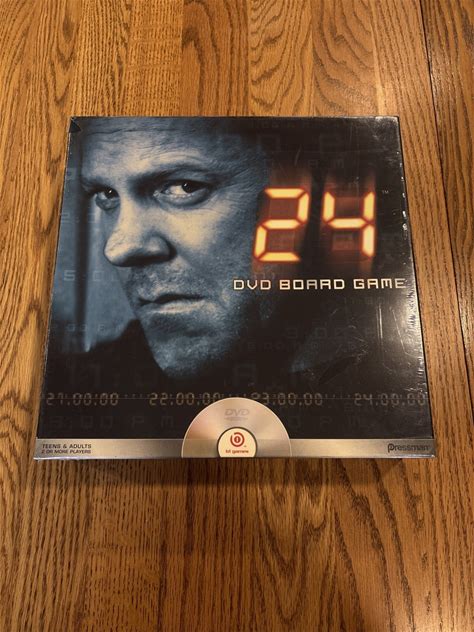 24
DVD BOARD GAME
21.00.00 22.00.00 23.00.00 24.00.00
DVD
b1 games
TEENS & ADULTS
2 OR MORE PLAYERS
pressman